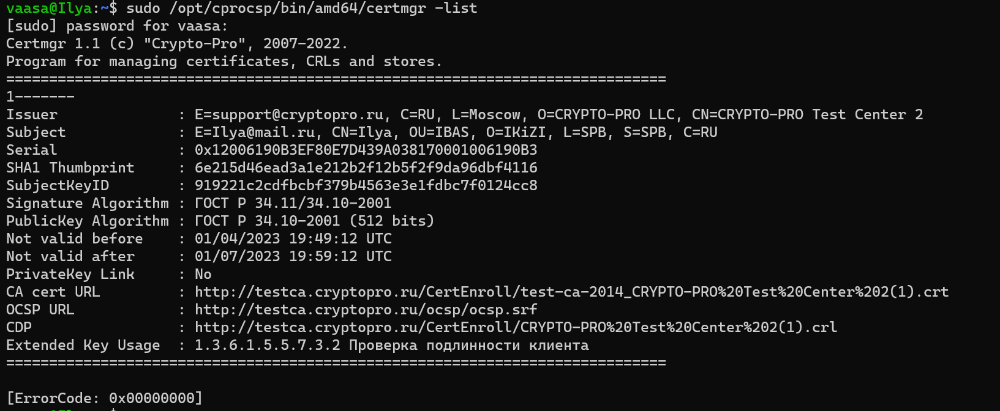 vaasa@Ilya:~$ sudo /opt/cprocsp/bin/amd64/certmgr -list
[sudo] password for vaasa:
Certmgr 1.1 (c) "Crypto-Pro", 2007-2022.
Program for managing certificates, CRLs and stores.
=============================================================================
1-------
Issuer              : E=support@cryptopro.ru, C=RU, L=Moscow, O=CRYPTO-PRO LLC, CN=CRYPTO-PRO Test Center 2
Subject             : E=Ilya@mail.ru, CN=Ilya, OU=IBAS, O=IKiZI, L=SPB, S=SPB, C=RU
Serial              : 0x12006190B3EF80E7D439A038170001006190B3
SHA1 Thumbprint     : 6e215d46ead3a1e212b2f12b5f2f9da96dbf4116
SubjectKeyID        : 919221c2cdfbcbf379b4563e3e1fdbc7f0124cc8
Signature Algorithm : ГОСТ Р 34.11/34.10-2001
PublicKey Algorithm : ГОСТ Р 34.10-2001 (512 bits)
Not valid before    : 01/04/2023 19:49:12 UTC
Not valid after     : 01/07/2023 19:59:12 UTC
PrivateKey Link     : No
CA cert URL         : http://testca.cryptopro.ru/CertEnroll/test-ca-2014_CRYPTO-PRO%20Test%20Center%202(1).crt
OCSP URL            : http://testca.cryptopro.ru/ocsp/ocsp.srf
CDP                 : http://testca.cryptopro.ru/CertEnroll/CRYPTO-PRO%20Test%20Center%202(1).crl
Extended Key Usage  : 1.3.6.1.5.5.7.3.2 Проверка подлинности клиента
=============================================================================
[ErrorCode: 0x00000000]